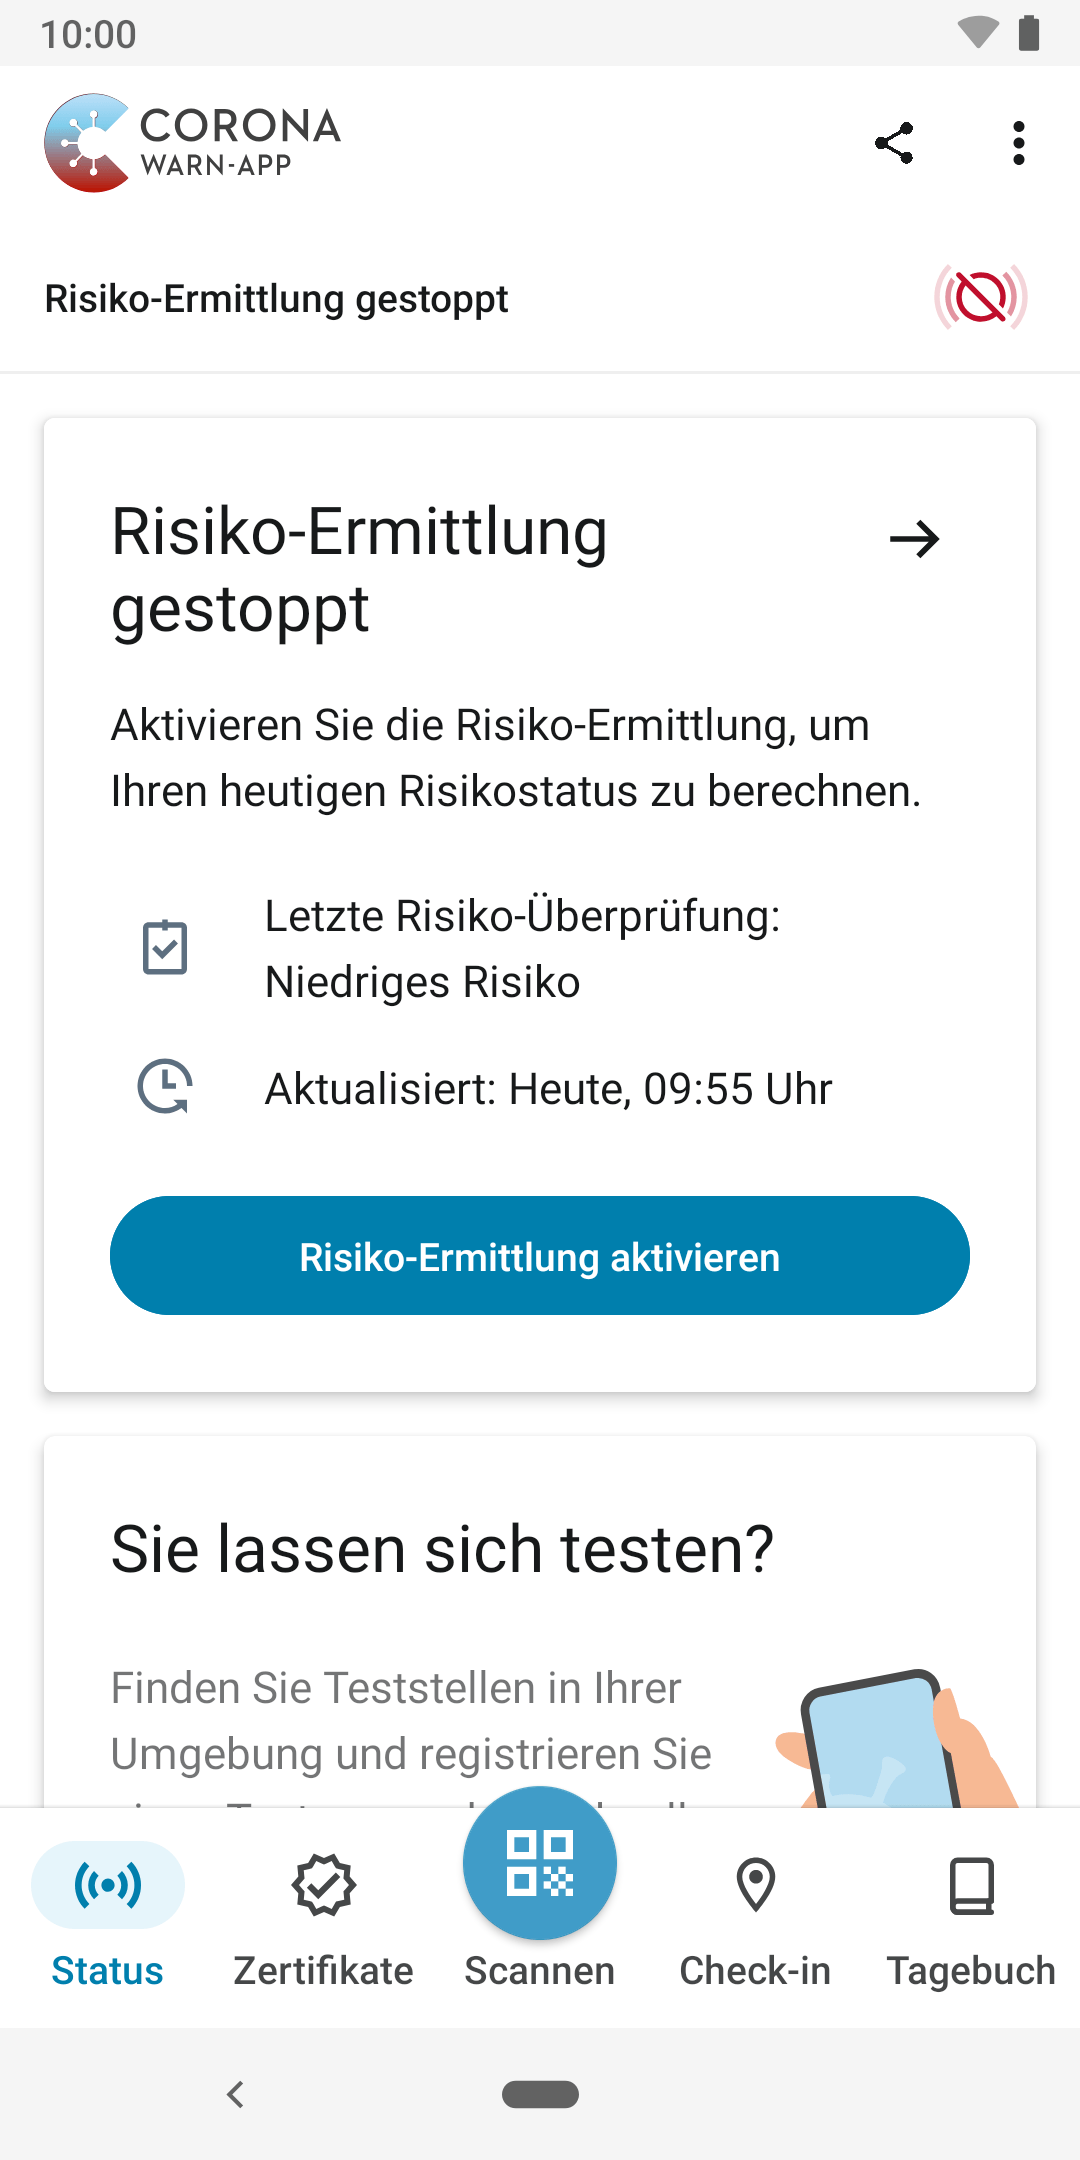 10:00
CORONA
WARN-APP
Risiko-Ermittlung gestoppt
Risiko-Ermittlung
gestoppt
Aktivieren Sie die Risiko-Ermittlung, um
Ihren heutigen Risikostatus zu berechnen.
Letzte Risiko-Überprüfung:
Niedriges Risiko
Aktualisiert: Heute, 09:55 Uhr
Risiko-Ermittlung aktivieren
Sie lassen sich testen?
Finden Sie Teststellen in Ihrer
Umgebung und registrieren Sie
Status
Zertifikate
Scannen
Check-in
Tagebuch